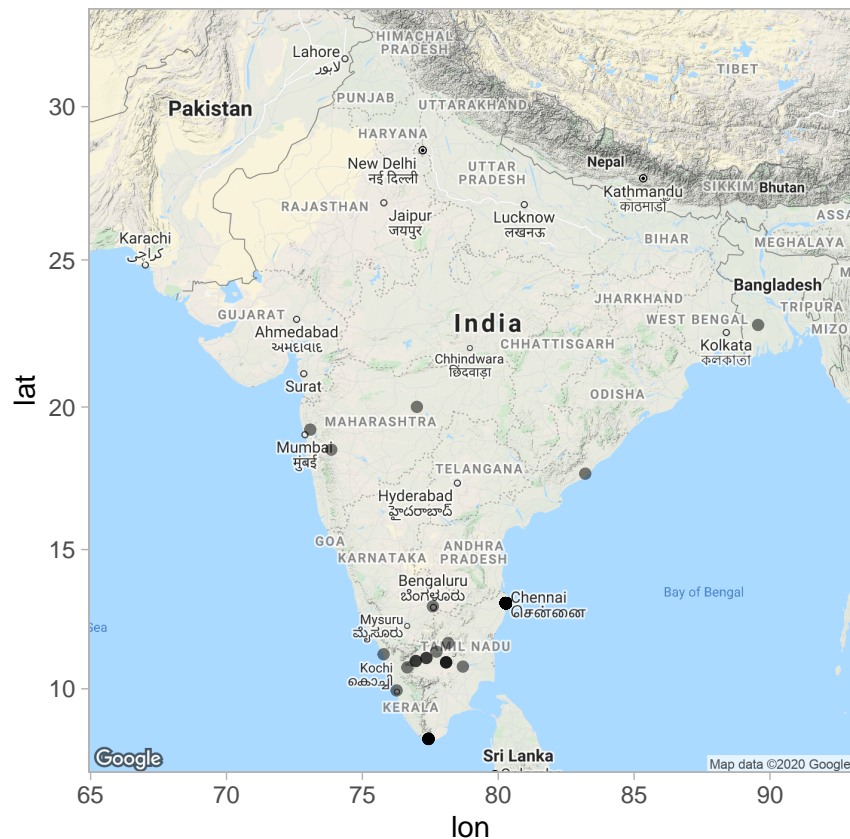 HIMACHAL
PRADESH
Lahore
لاہور
TIBET
30
Pakistan
PUNJAB
UTTARAKHAND
HARYANA
New Delhi
नई दिल्ली
UTTAR
PRADESH
Nepal
Kathmandu
काठमाडौँ
SIKKIM
Bhutan
RAJASTHAN
Jaipur
जयपुर
Lucknow
लखनऊ
ASSA
Karachi
کراچی
BIHAR
MEGHALAYA
25
Bangladesh
M
GUJARAT
JHARKHAND
TRIPURA
India
WEST BENGAL
MIZO
Ahmedabad
અમદાવાદ
CHHATTISGARH
Kolkata
কলকাতা
Chhindwara
छिंदवाड़ा
Surat
ODISHA
lat
20
MAHARASHTRA
Mumbai
मुंबई
TELANGANA
Hyderabad
హైదరాబాద్
15
GOA
KARNATAKA
ANDHRA
PRADESH
Bengaluru
ಬೆಂಗಳೂರು
Chennai
சென்னை
Bay of Bengal
Sea
Mysuru
ಮೈಸೂರು
TAMIL NADU
Kochi
കൊച്ചി
10
KERALA
Sri Lanka
Google
Map data ©2020 Google
65 70 75 80 85 90
lon